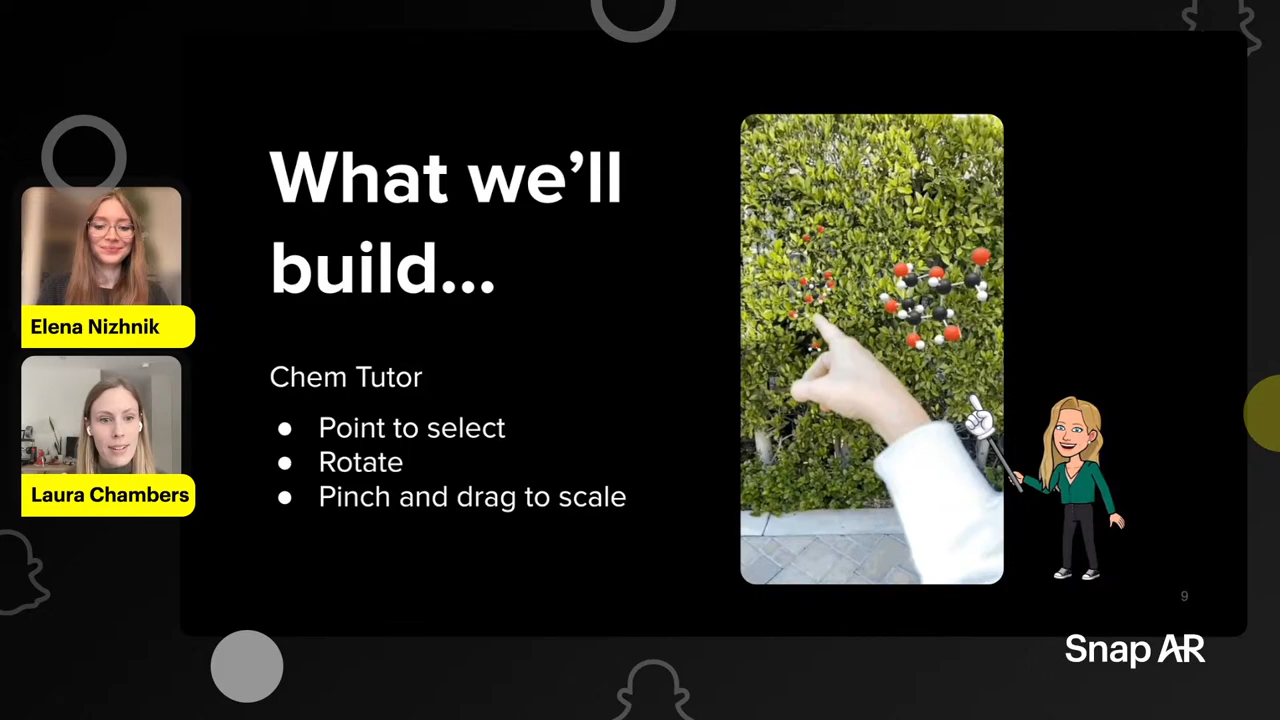 What we'll
build...
Chem Tutor
● Point to select
● Rotate
● Pinch and drag to scale
Elena Nizhnik
Laura Chambers
9
Snap AR